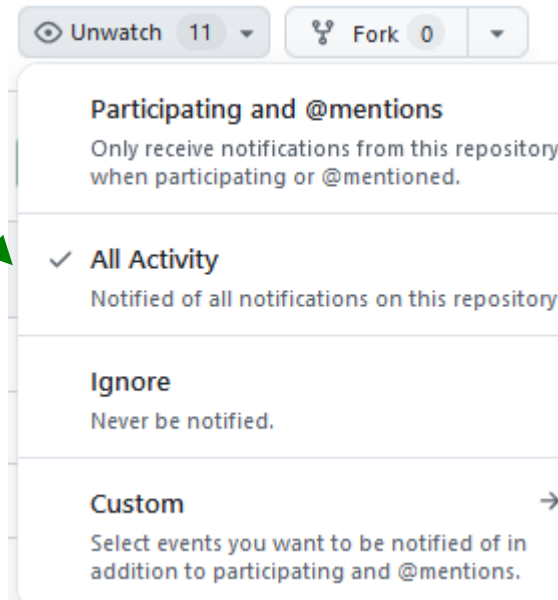 Unwatch 11 Fork 0
Participating and @mentions
Only receive notifications from this repository
when participating or @mentioned.
All Activity
Notified of all notifications on this repository
Ignore
Never be notified.
Custom
Select events you want to be notified of in
addition to participating and @mentions.